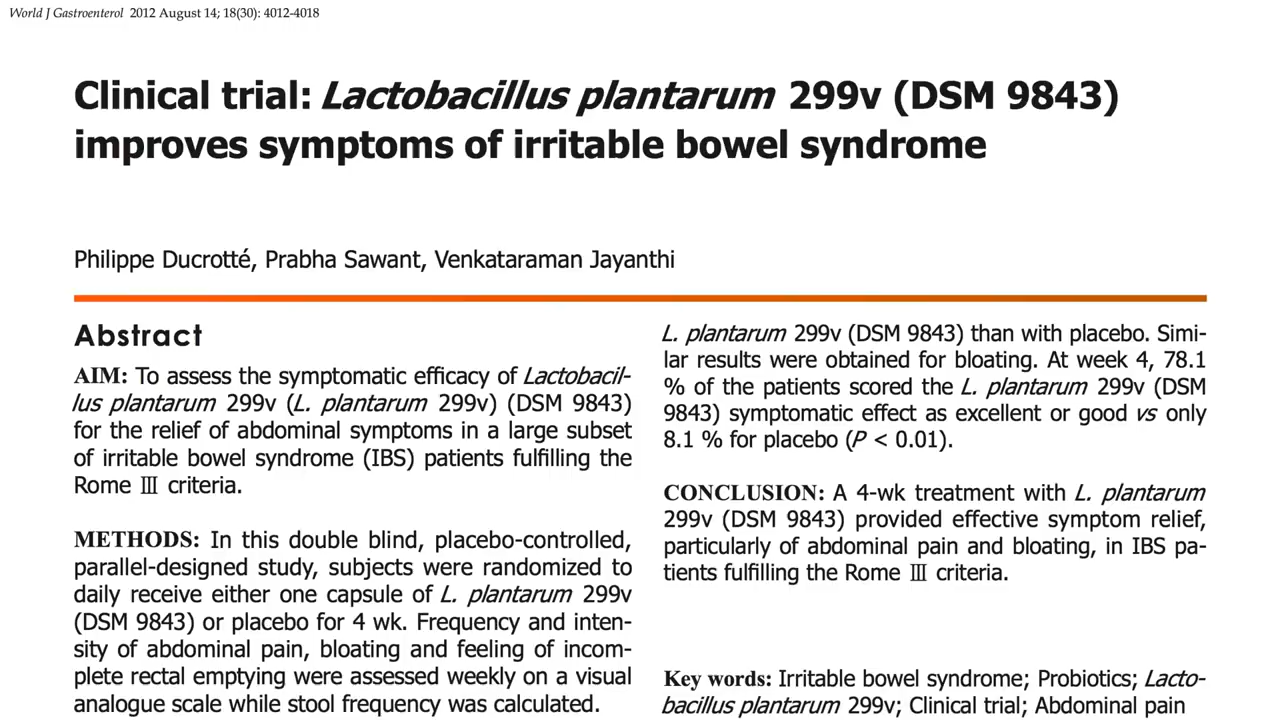 World J Gastroenterol 2012 August 14; 18(30): 4012-4018
Clinical trial: Lactobacillus plantarum 299v (DSM 9843)
improves symptoms of irritable bowel syndrome
Philippe Ducrotté, Prabha Sawant, Venkataraman Jayanthi
Abstract
AIM: To assess the symptomatic efficacy of Lactobacil-
lus plantarum 299v (L. plantarum 299v) (DSM 9843)
for the relief of abdominal symptoms in a large subset
of irritable bowel syndrome (IBS) patients fulfilling the
Rome Ⅲ criteria.
METHODS: In this double blind, placebo-controlled,
parallel-designed study, subjects were randomized to
daily receive either one capsule of L. plantarum 299v
(DSM 9843) or placebo for 4 wk. Frequency and inten-
sity of abdominal pain, bloating and feeling of incom-
plete rectal emptying were assessed weekly on a visual
analogue scale while stool frequency was calculated.
L. plantarum 299v (DSM 9843) than with placebo. Simi-
lar results were obtained for bloating. At week 4, 78.1
% of the patients scored the L. plantarum 299v (DSM
9843) symptomatic effect as excellent or good vs only
8.1 % for placebo (P < 0.01).
CONCLUSION: A 4-wk treatment with L. plantarum
299v (DSM 9843) provided effective symptom relief,
particularly of abdominal pain and bloating, in IBS pa-
tients fulfilling the Rome Ⅲ criteria.
Key words: Irritable bowel syndrome; Probiotics; Lacto-
bacillus plantarum 299v; Clinical trial; Abdominal pain